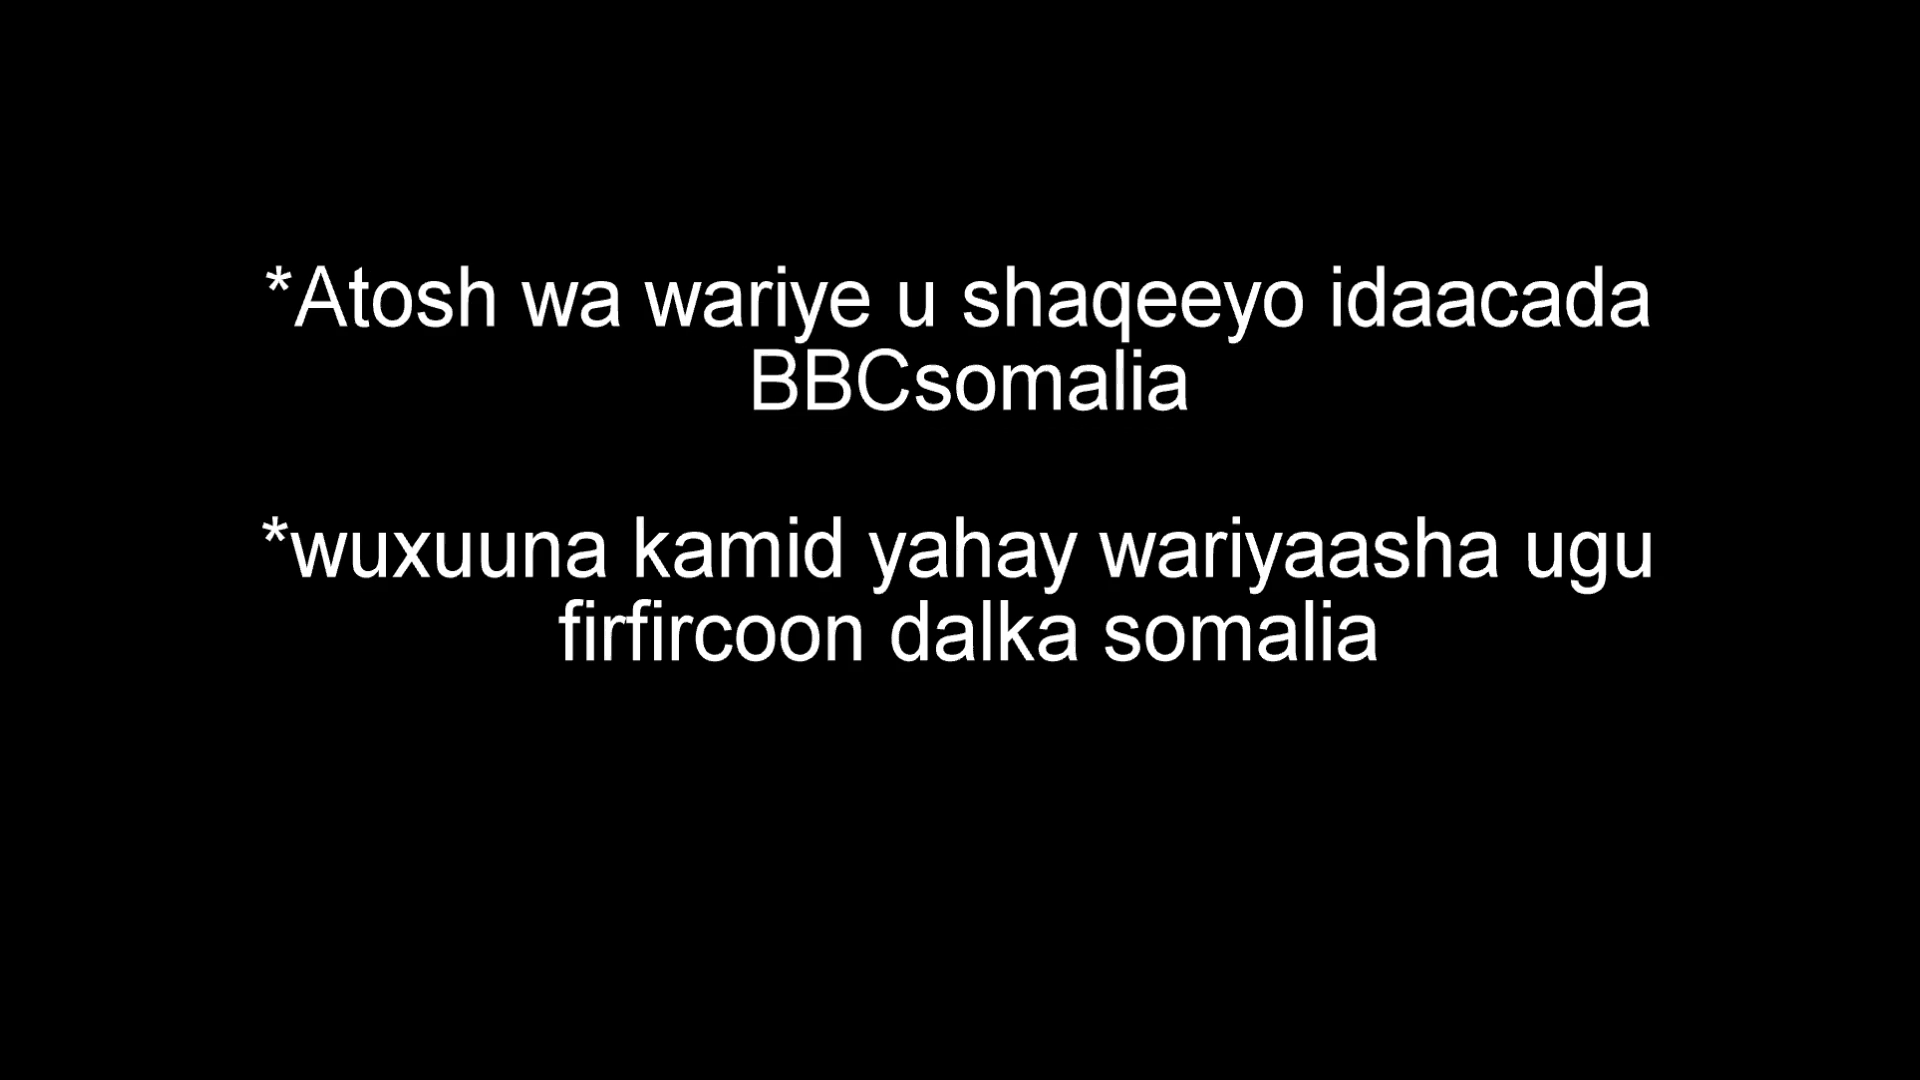 *Atosh wa wariye u shaqeeyo idaacada
BBCsomalia
*wuxuuna kamid yahay wariyaasha ugu
firfircoon dalka somalia